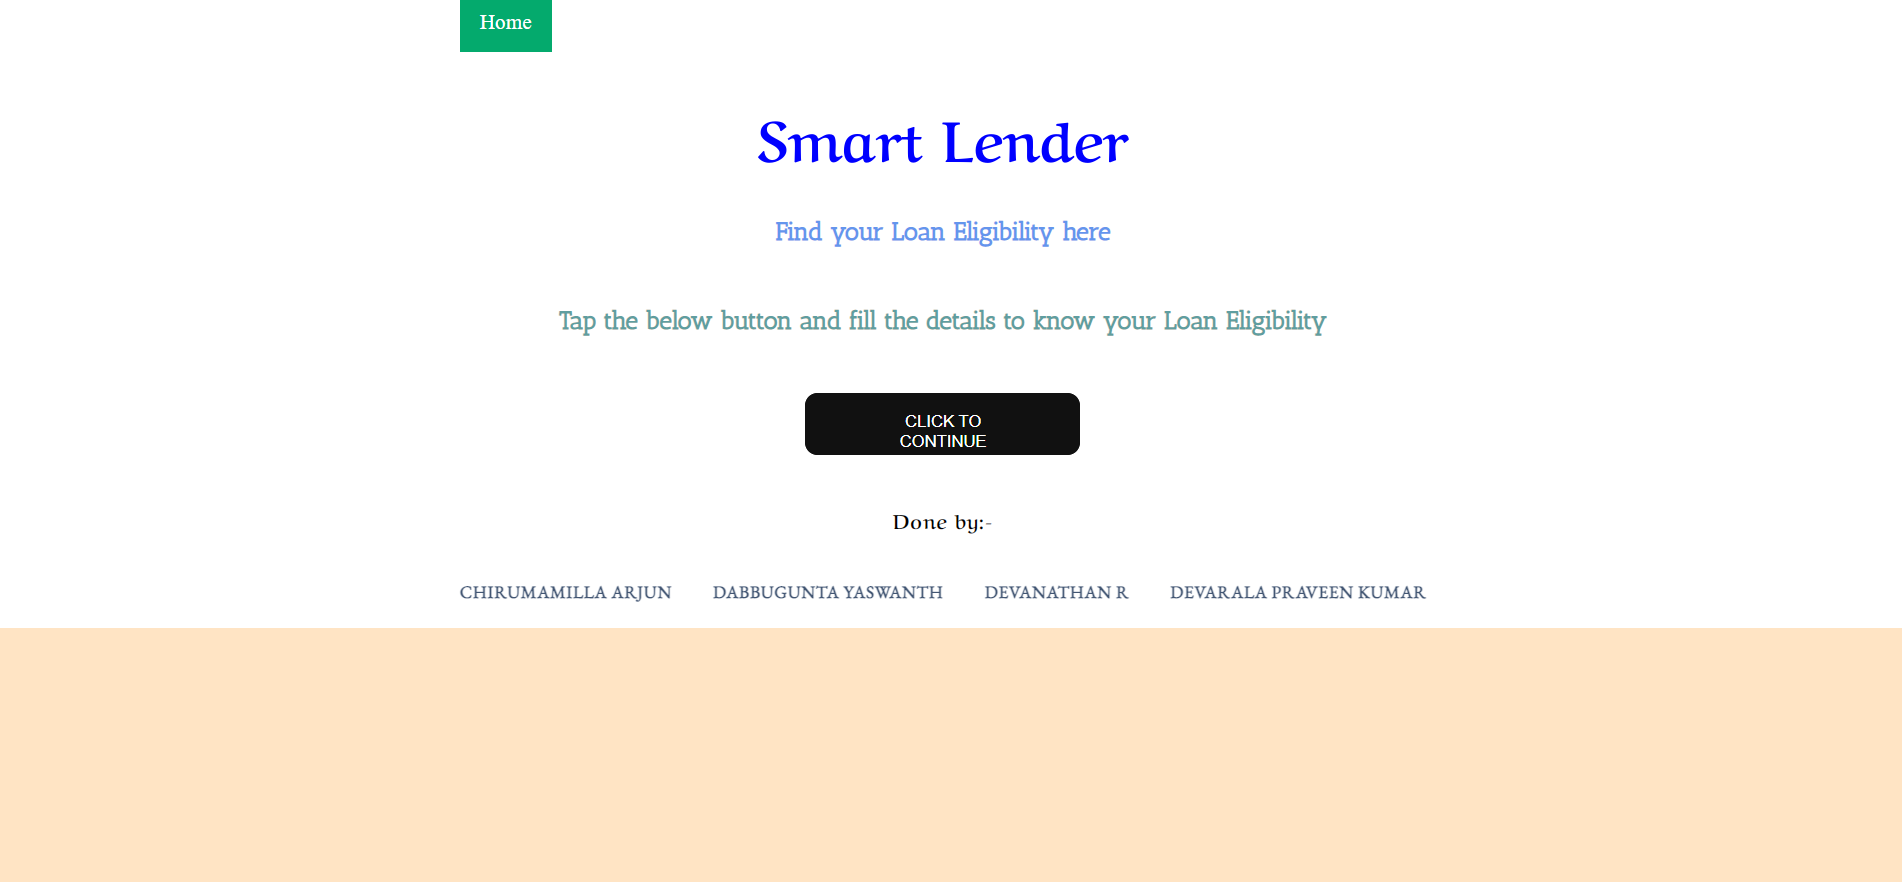 Home
Smart Lender
Find your Loan Eligibility here
Tap the below button and fill the details to know your Loan Eligibility
CLICK TO
CONTINUE
Done by:-
CHIRUMAMILLA ARJUN DABBUGUNTA YASWANTH DEVANATHAN R DEVARALA PRAVEEN KUMAR